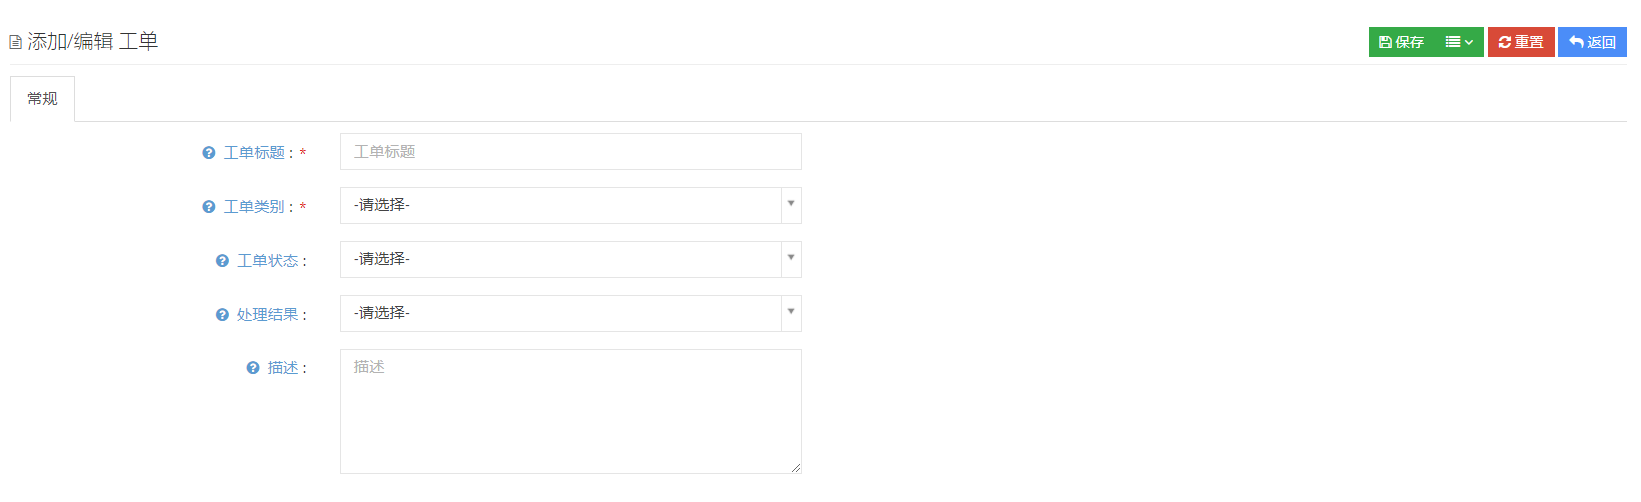 添加/编辑 工单
保存 重置 返回
常规
工单标题 : * 工单标题
工单类别 : * -请选择-
工单状态 : -请选择-
处理结果 : -请选择-
描述 : 描述